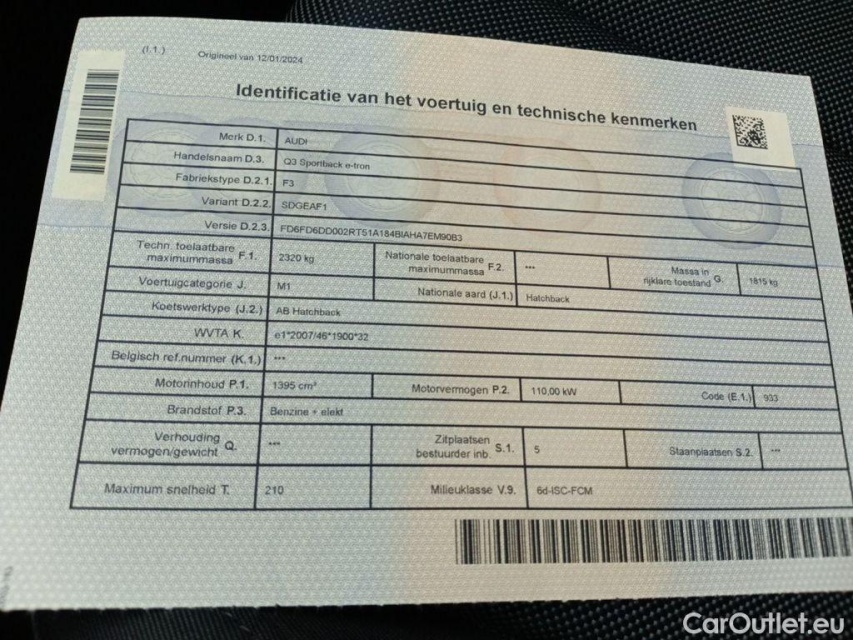 (I.1.) Origineel van 12/01/2024
Identificatie van het voertuig en technische kenmerken
Merk D.1. AUDI
Handelsnaam D.3. Q3 Sportback e-tron
Fabriekstype D.2.1. F3
Variant D.2.2. SDGEAF1
Versie D.2.3. FD6FD6DD002RT51A184BIAHA7EM90B3
Techn. toelaatbare maximummassa F.1. 2320 kg Nationale toelaatbare maximummassa F.2. *** Massa in rijklare toestand G. 1815 kg
Voertuigcategorie J. M1 Nationale aard (J.1.) Hatchback
Koetswerktype (J.2.) AB Hatchback
WVTA K. e1*2007/46*1900*32
Belgisch ref.nummer (K.1.) ***
Motorinhoud P.1. 1395 cm³ Motorvermogen P.2. 110,00 kW Code (E.1.) 933
Brandstof P.3. Benzine + elekt
Verhouding vermogen/gewicht Q. *** Zitplaatsen bestuurder inb. S.1. 5 Staanplaatsen S.2. ***
Maximum snelheid T. 210 Milieuklasse V.9. 6d-ISC-FCM
CarOutlet.eu